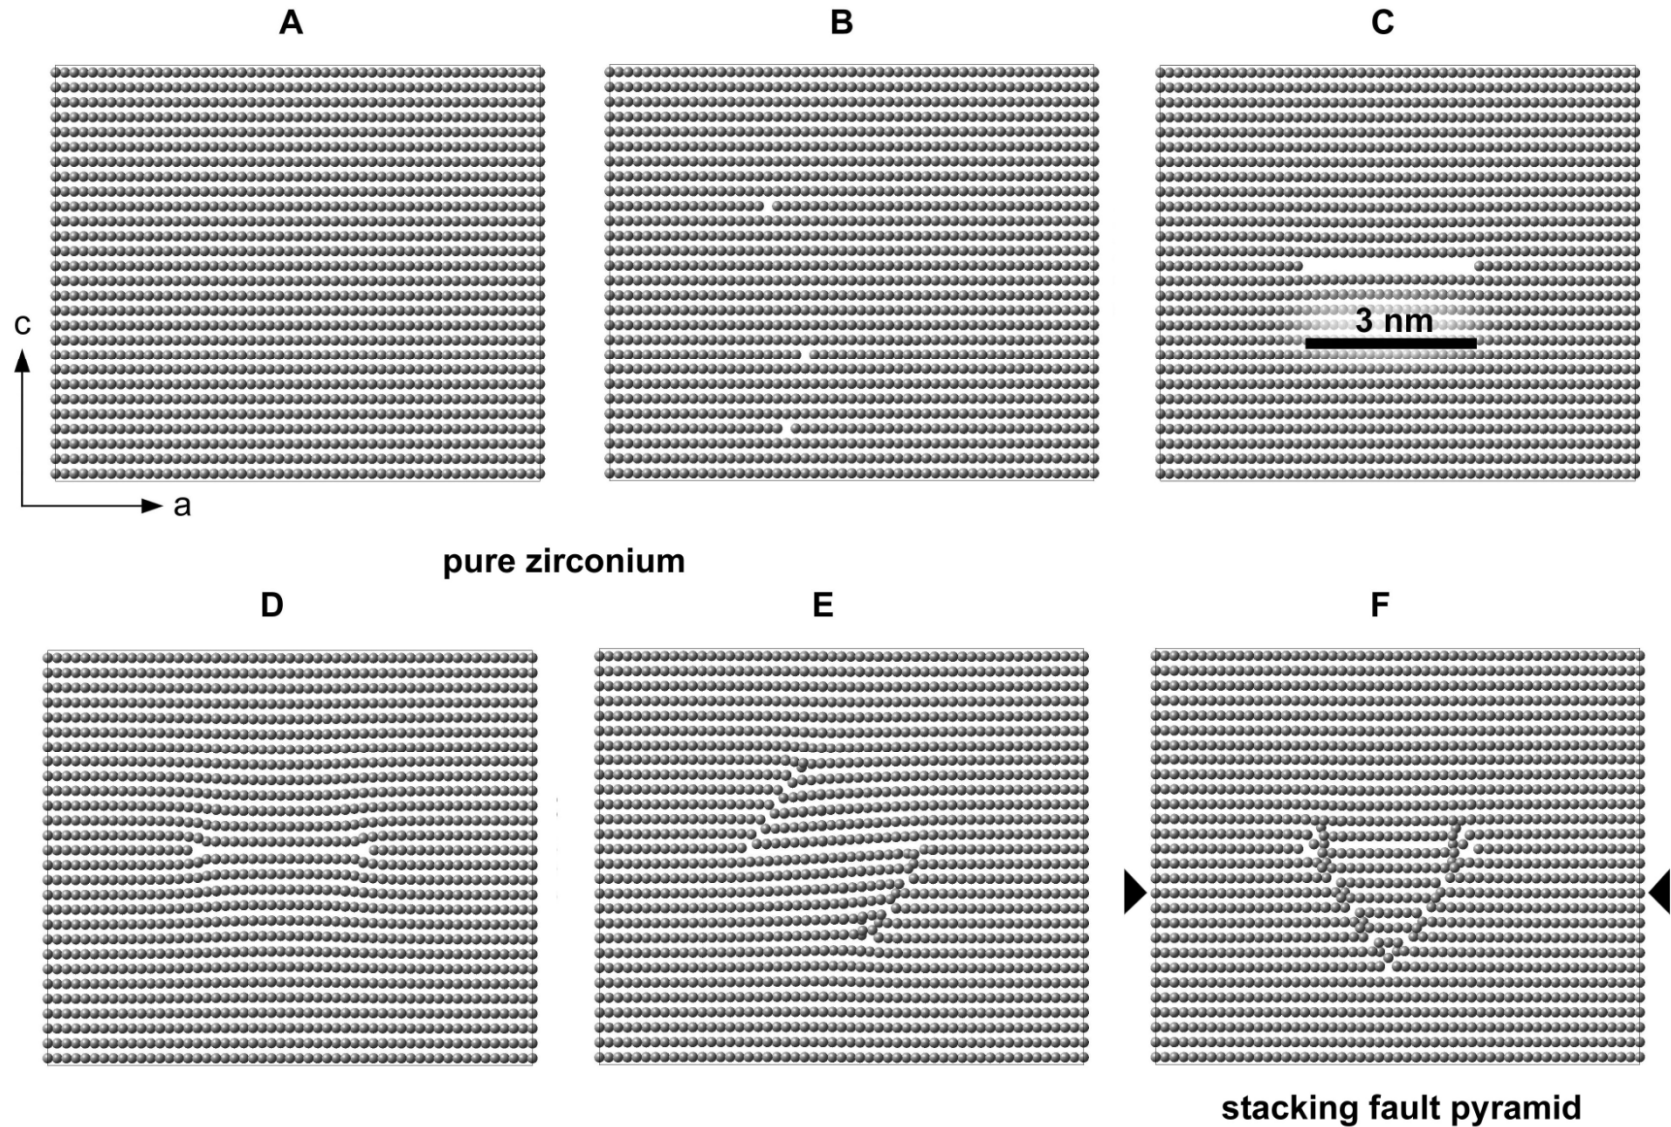 A B C
3 nm
c
a
pure zirconium
D E F
stacking fault pyramid